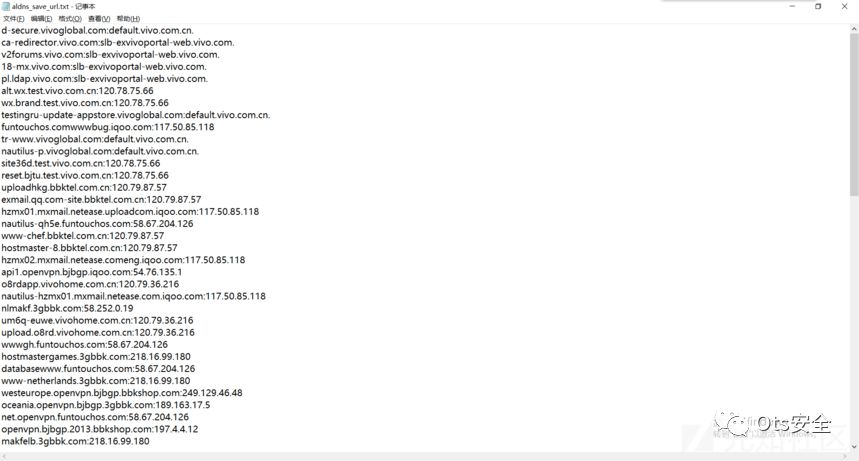 aldns_save_url.txt - 记事本
文件(F) 编辑(E) 格式(O) 查看(V) 帮助(H)
d-secure.vivoglobal.com:default.vivo.com.cn.
ca-redirector.vivo.com:slb-exvivoportal-web.vivo.com.
v2forums.vivo.com:slb-exvivoportal-web.vivo.com.
18-mx.vivo.com:slb-exvivoportal-web.vivo.com.
pl.ldap.vivo.com:slb-exvivoportal-web.vivo.com.
alt.wx.test.vivo.com.cn:120.78.75.66
wx.brand.test.vivo.com.cn:120.78.75.66
testingru-update-appstore.vivoglobal.com:default.vivo.com.cn.
funtouchos.comwwwbug.iqoo.com:117.50.85.118
tr-www.vivoglobal.com:default.vivo.com.cn.
nautilus-p.vivoglobal.com:default.vivo.com.cn.
site36d.test.vivo.com.cn:120.78.75.66
reset.bjtu.test.vivo.com.cn:120.78.75.66
uploadhkg.bbktel.com.cn:120.79.87.57
exmail.qq.com-site.bbktel.com.cn:120.79.87.57
hzmx01.mxmail.netease.uploadcom.iqoo.com:117.50.85.118
nautilus-qh5e.funtouchos.com:58.67.204.126
www-chef.bbktel.com.cn:120.79.87.57
hostmaster-8.bbktel.com.cn:120.79.87.57
hzmx02.mxmail.netease.comeng.iqoo.com:117.50.85.118
api1.openvpn.bjbgp.iqoo.com:54.76.135.1
o8rdapp.vivohome.com.cn:120.79.36.216
nautilus-hzmx01.mxmail.netease.com.iqoo.com:117.50.85.118
nlmakf.3gbbk.com:58.252.0.19
um6q-euwe.vivohome.com.cn:120.79.36.216
upload.o8rd.vivohome.com.cn:120.79.36.216
wwwgh.funtouchos.com:58.67.204.126
hostmastergames.3gbbk.com:218.16.99.180
databasewww.funtouchos.com:58.67.204.126
www-netherlands.3gbbk.com:218.16.99.180
westeurope.openvpn.bjbgp.bbkshop.com:249.129.46.48
oceania.openvpn.bjbgp.3gbbk.com:189.163.17.5
net.openvpn.funtouchos.com:58.67.204.126
openvpn.bjbgp.2013.bbkshop.com:197.4.4.12
makfelb.3gbbk.com:218.16.99.180
Ots安全
先知社区